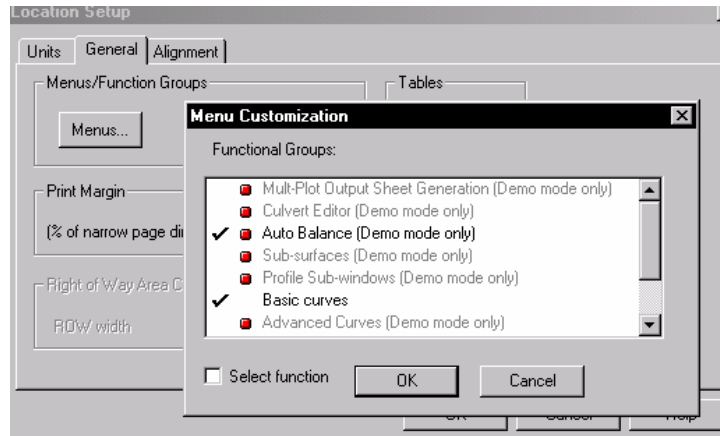 Location Setup
Units General Alignment
Menus/Function Groups
Tables
Menus...
Menu Customization
Functional Groups:
Mult-Plot Output Sheet Generation (Demo mode only)
Culvert Editor (Demo mode only)
Auto Balance (Demo mode only)
Sub-surfaces (Demo mode only)
Profile Sub-windows (Demo mode only)
Basic curves
Advanced Curves (Demo mode only)
Print Margin
(% of narrow page
Right of Way Area
ROW width
Select function
OK
Cancel